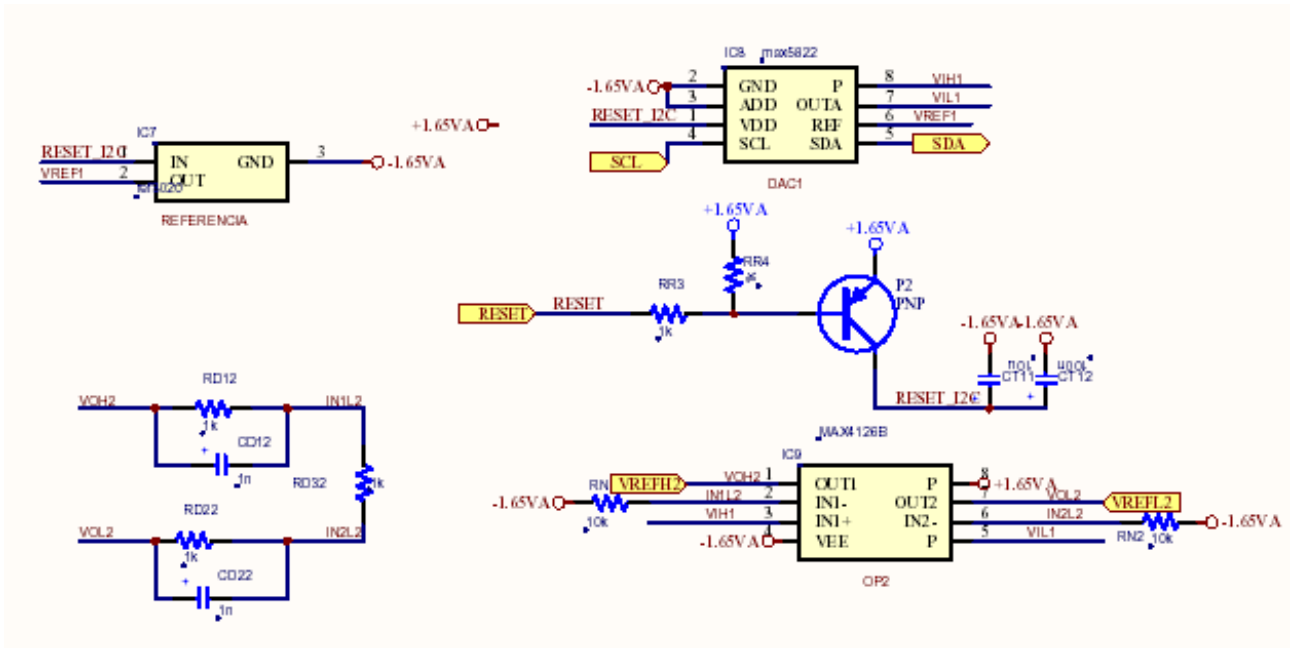 IC8 max5822
-1.65VA 2 GND P 8 VIH1
3 ADD OUTA 7 VIL1
RESET_I2C 1 VDD REF 6 VREF1
4 SCL SDA 5 SDA
SCL
DAC1
+1.65VA
IC7
RESET_I2C 1 IN GND 3 -1.65VA
VREF1 2 OUT
REFERENCIA
+1.65VA
+1.65VA
RR4
RR3
P2
PNP
RESET RESET
1k
-1.65VA -1.65VA
10u 100n
CT11 CT12
RESET_I2C
RD12
VOH2 IN1L2
1k
CD12
1n
RD32 1k
RD22
VOL2 IN2L2
1k
CD22
1n
MAX4126B
IC9
RN VREFH2 VOH2 1 OUT1 P 8 +1.65VA
-1.65VA IN1L2 2 IN1- OUT2 7 VOL2 VREFL2
10k VIH1 3 IN1+ IN2- 6 IN2L2 RN2 10k -1.65VA
-1.65VA 4 VEE P 5 VIL1
OP2